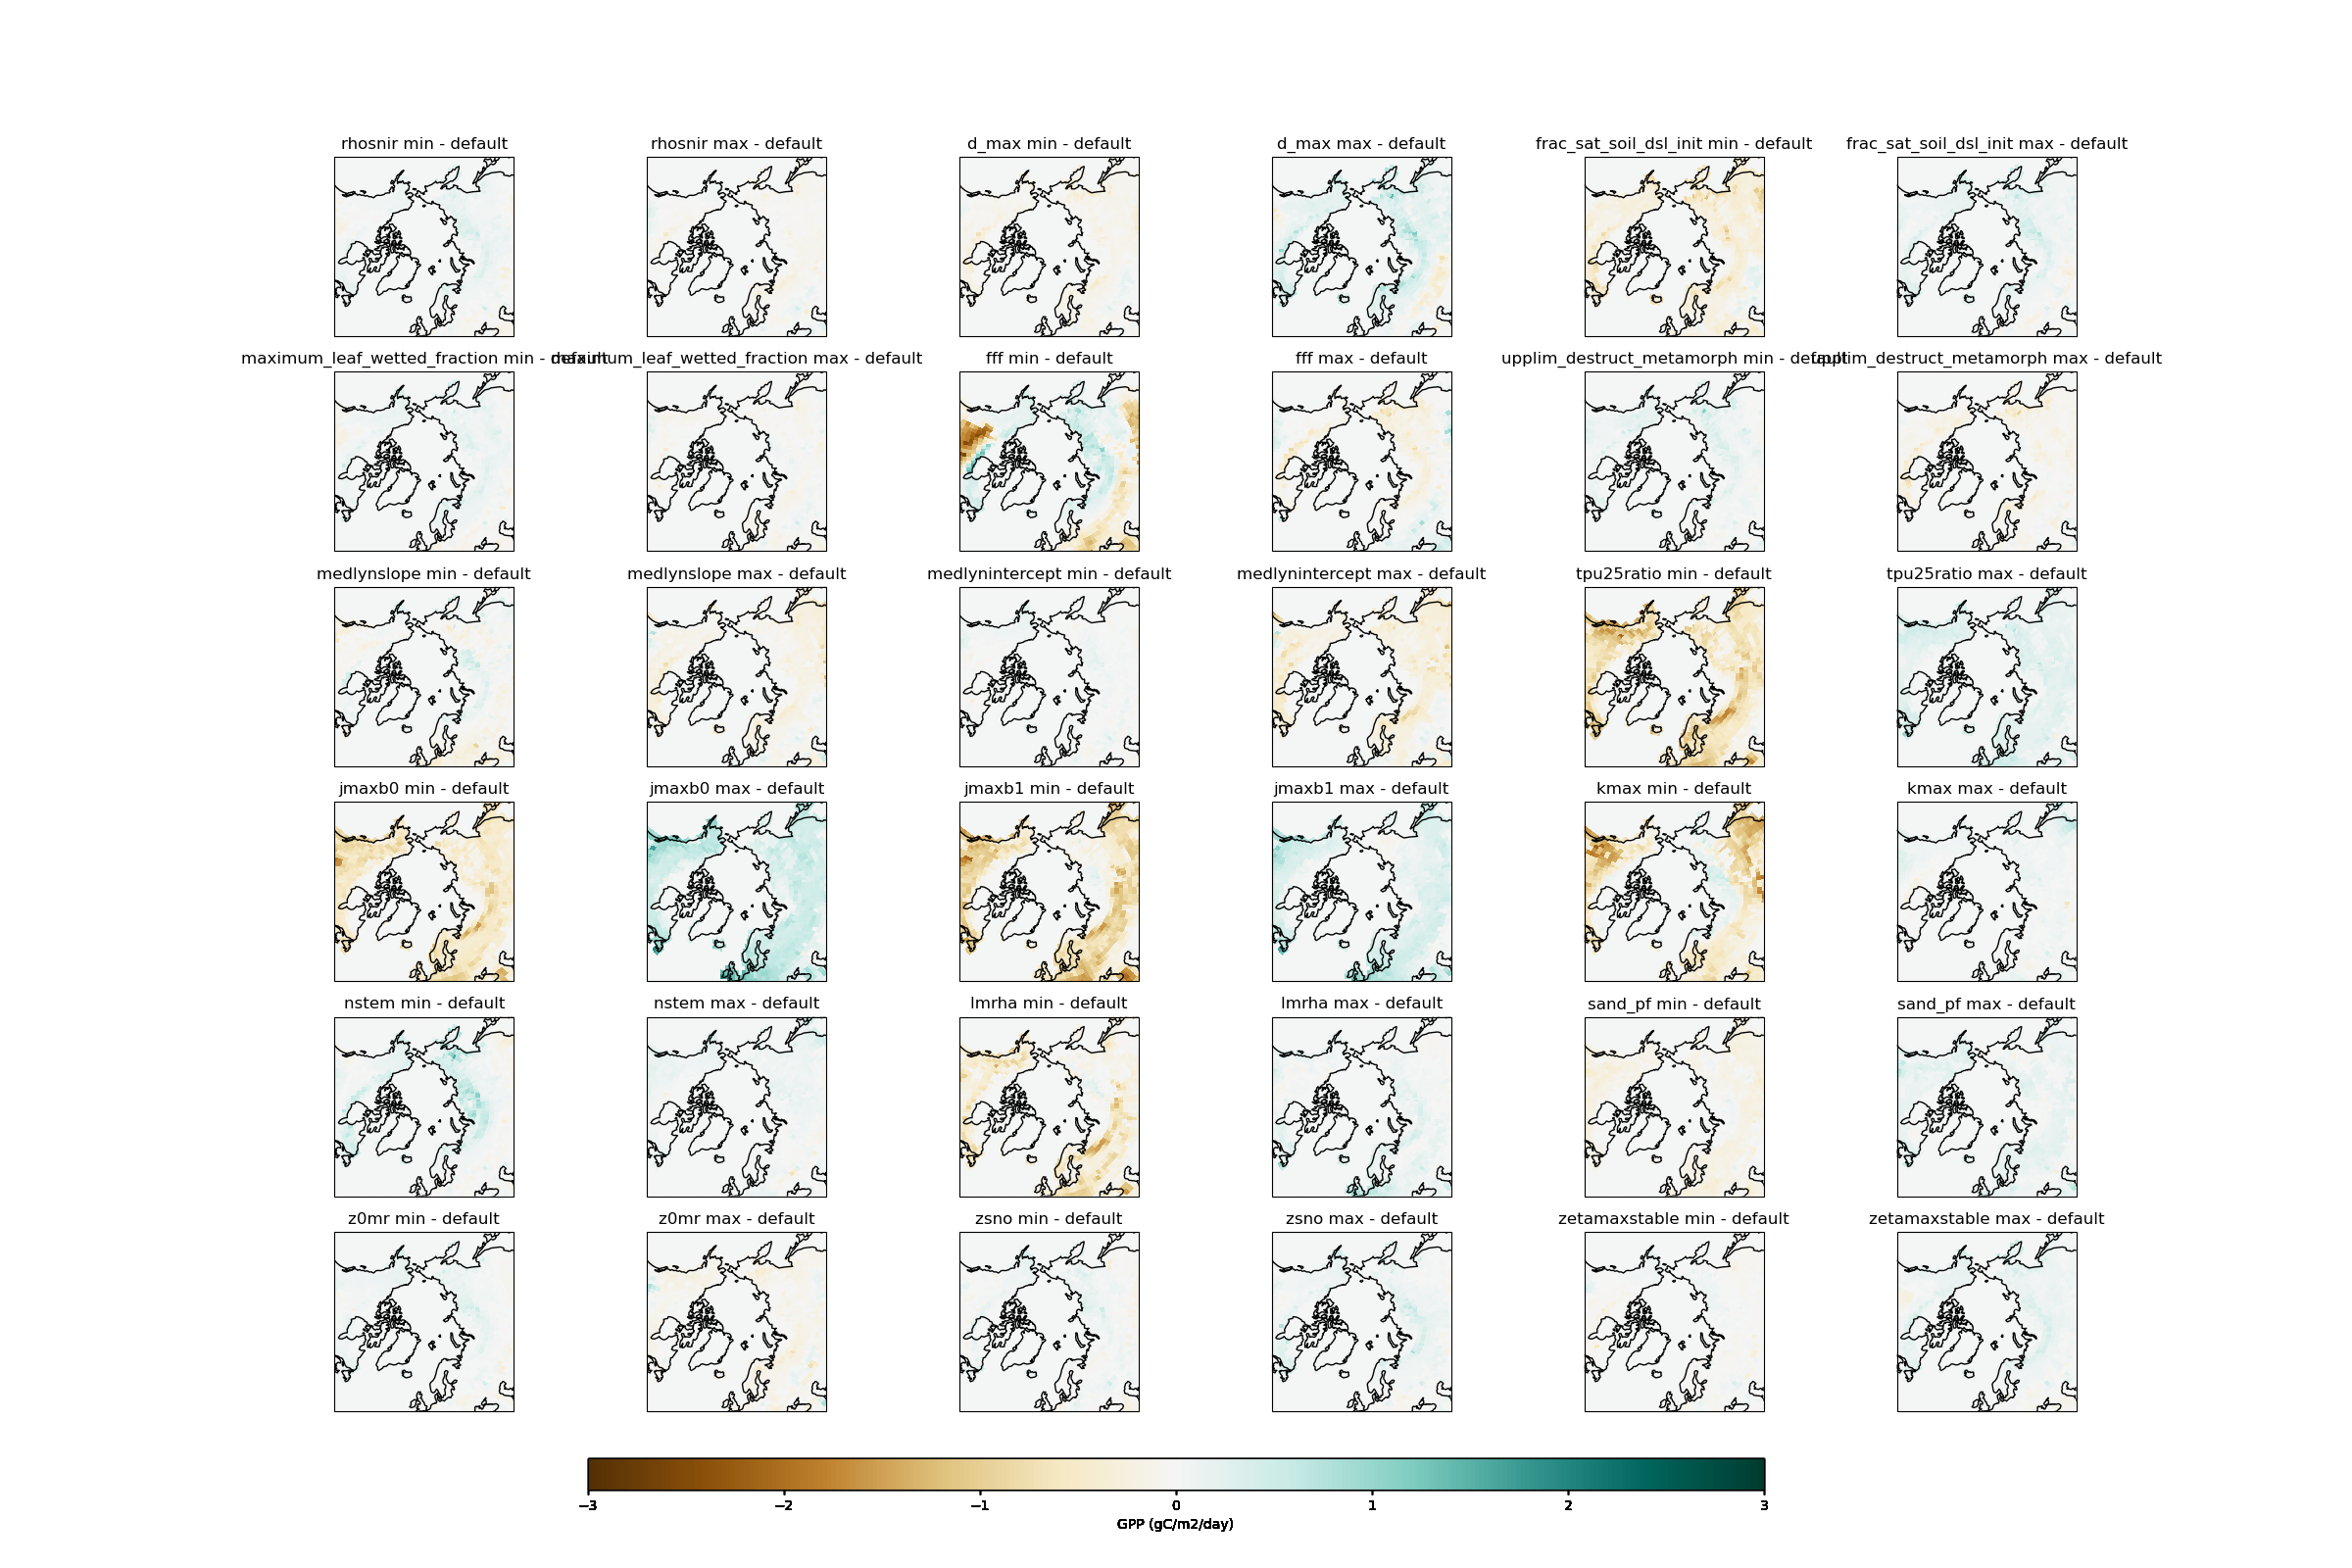 rhosnir min - default
rhosnir max - default
d_max min - default
d_max max - default
frac_sat_soil_dsl_init min - default
frac_sat_soil_dsl_init max - default
maximum_leaf_wetted_fraction min - default
maximum_leaf_wetted_fraction max - default
fff min - default
fff max - default
upplim_destruct_metamorph min - default
upplim_destruct_metamorph max - default
medlynslope min - default
medlynslope max - default
medlynintercept min - default
medlynintercept max - default
tpu25ratio min - default
tpu25ratio max - default
jmaxb0 min - default
jmaxb0 max - default
jmaxb1 min - default
jmaxb1 max - default
kmax min - default
kmax max - default
nstem min - default
nstem max - default
lmrha min - default
lmrha max - default
sand_pf min - default
sand_pf max - default
z0mr min - default
z0mr max - default
zsno min - default
zsno max - default
zetamaxstable min - default
zetamaxstable max - default
−3 −2 −1 0 1 2 3
GPP (gC/m2/day)